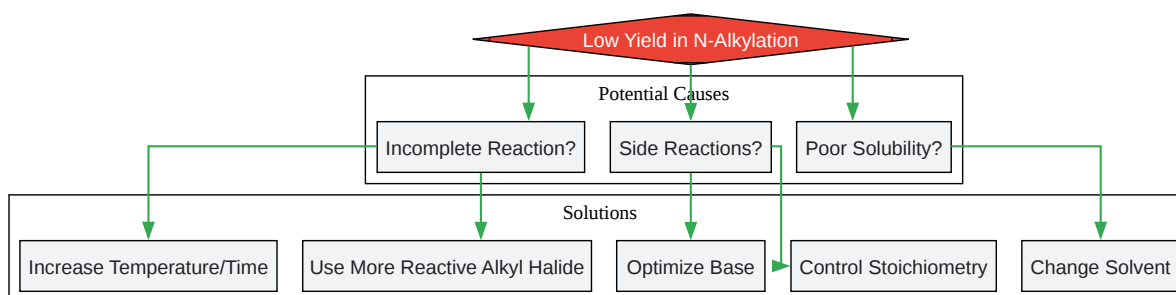 Low Yield in N-Alkylation
Potential Causes
Incomplete Reaction?
Side Reactions?
Poor Solubility?
Solutions
Increase Temperature/Time
Use More Reactive Alkyl Halide
Optimize Base
Control Stoichiometry
Change Solvent